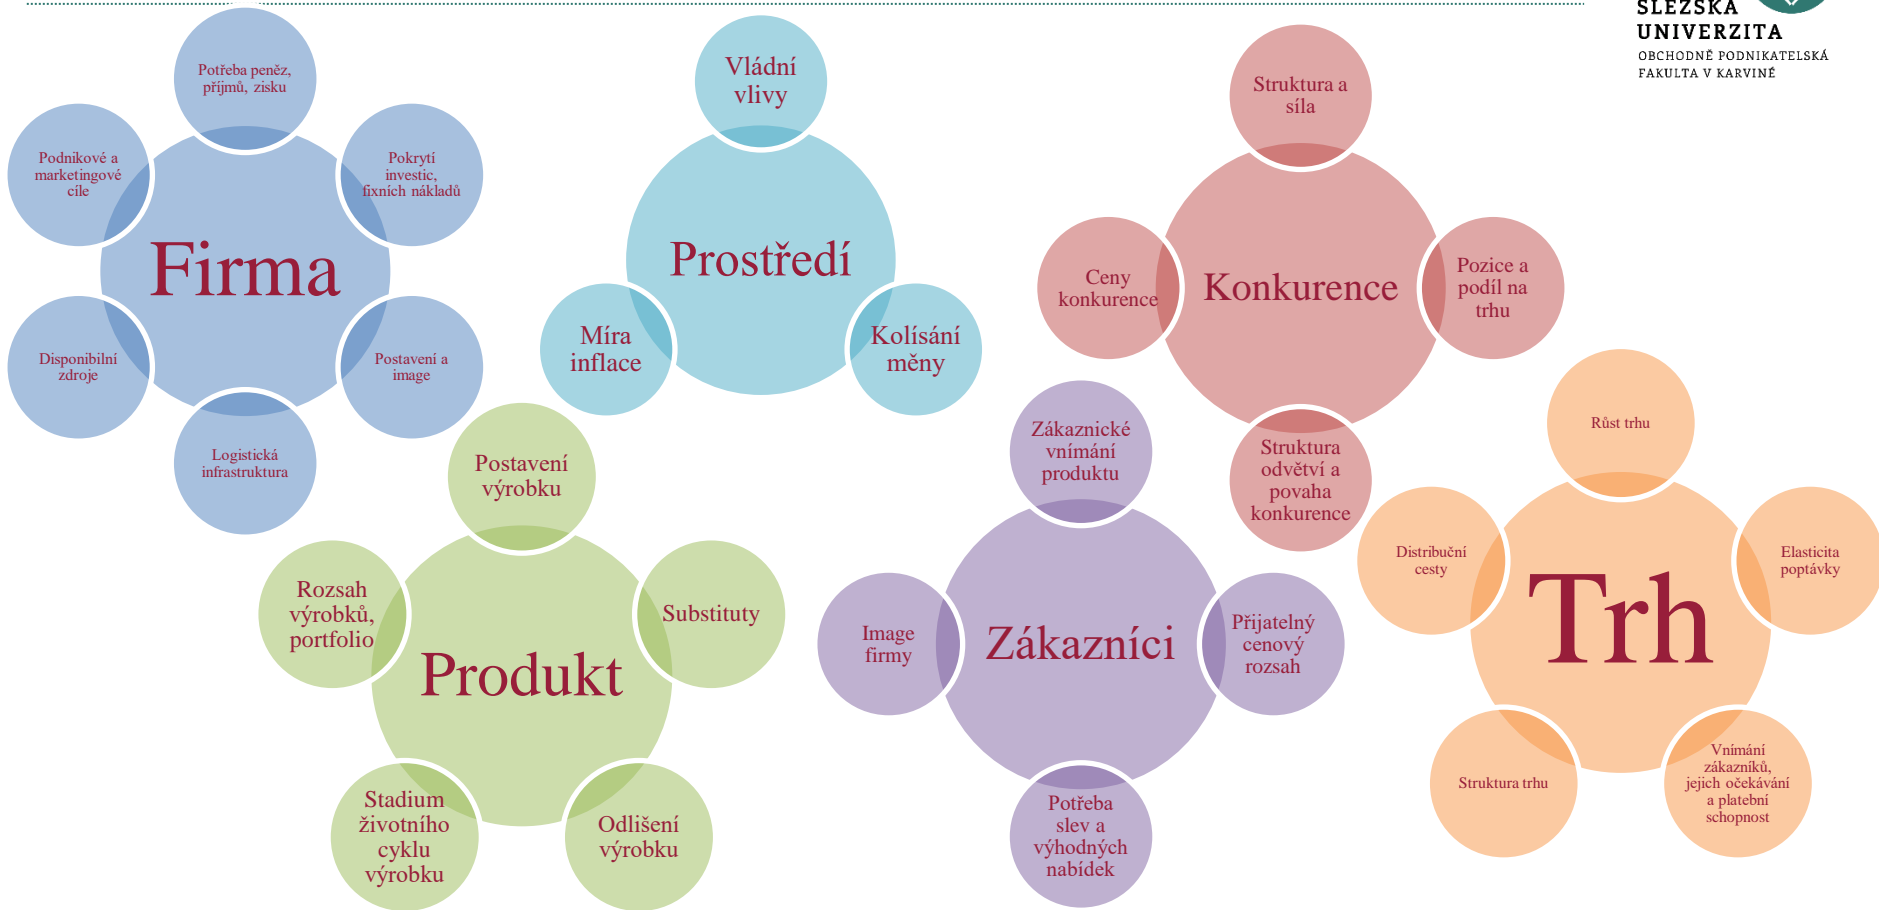 SLEZSKÁ
UNIVERZITA
OBCHODNĚ PODNIKATELSKÁ
FAKULTA V KARVINÉ
Potřeba peněz,
příjmů, zisku
Podnikové a
marketingové
cíle
Pokrytí
investic,
fixních nákladů
Firma
Disponibilní
zdroje
Postavení a
image
Logistická
infrastruktura
Vládní
vlivy
Prostředí
Míra
inflace
Kolísání
měny
Struktura a
síla
Ceny
konkurence
Konkurence
Pozice a
podíl na
trhu
Struktura
odvětví a
povaha
konkurence
Postavení
výrobku
Rozsah
výrobků,
portfolio
Substituty
Produkt
Stadium
životního
cyklu
výrobku
Odlišení
výrobku
Zákaznické
vnímání
produktu
Image
firmy
Zákazníci
Přijatelný
cenový
rozsah
Potřeba
slev a
výhodných
nabídek
Růst trhu
Distribuční
cesty
Elasticita
poptávky
Trh
Struktura trhu
Vnímání
zákazníků,
jejich očekávání
a platební
schopnost